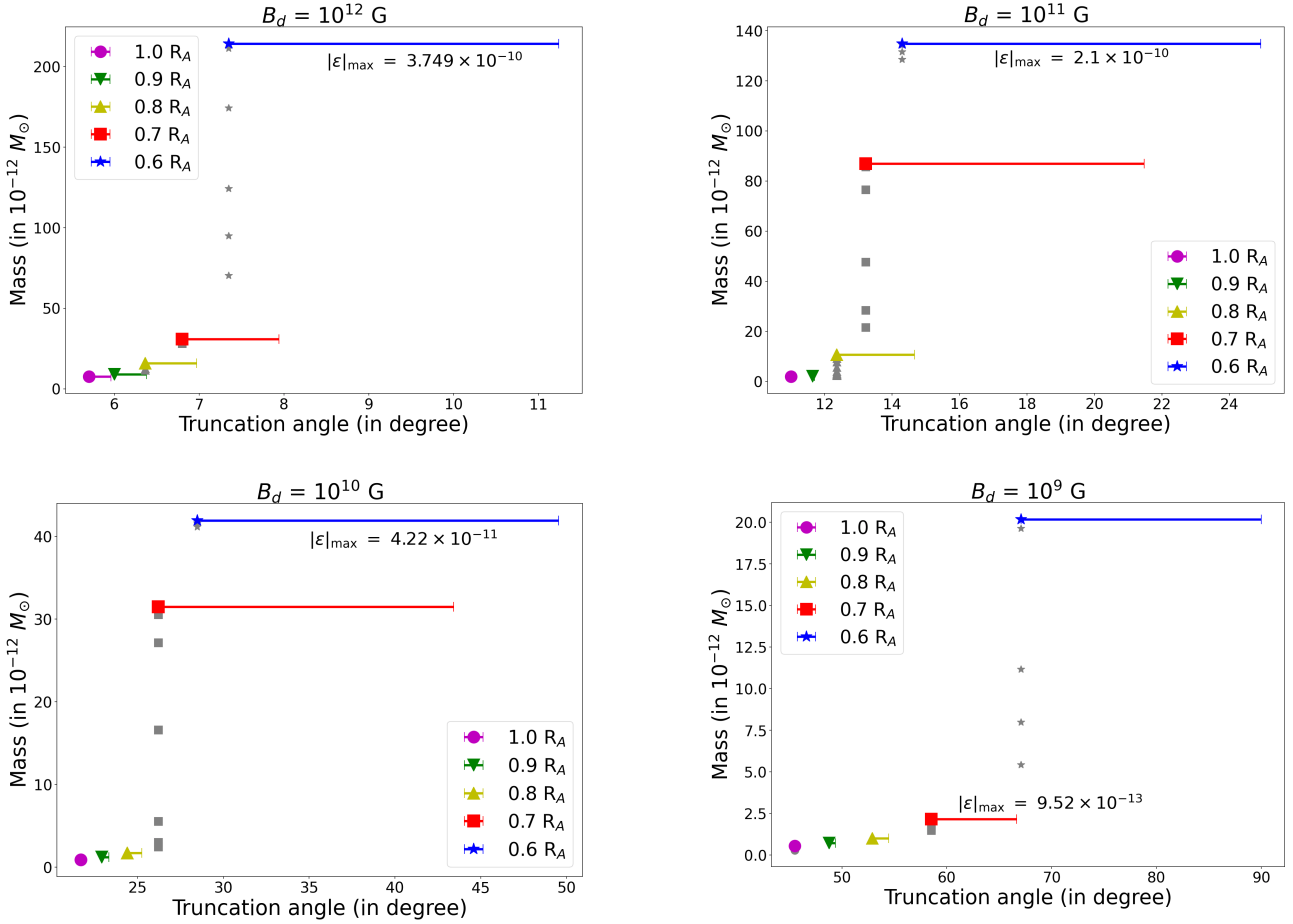 B_d = 10^12 G
Mass (in 10^−12 M_⊙)
200
150
100
50
0
1.0 R_A
0.9 R_A
0.8 R_A
0.7 R_A
0.6 R_A
|ε|max = 3.749 × 10^−10
6 7 8 9 10 11
Truncation angle (in degree)
B_d = 10^11 G
Mass (in 10^−12 M_⊙)
140
120
100
80
60
40
20
0
|ε|max = 2.1 × 10^−10
1.0 R_A
0.9 R_A
0.8 R_A
0.7 R_A
0.6 R_A
12 14 16 18 20 22 24
Truncation angle (in degree)
B_d = 10^10 G
Mass (in 10^−12 M_⊙)
40
30
20
10
0
|ε|max = 4.22 × 10^−11
1.0 R_A
0.9 R_A
0.8 R_A
0.7 R_A
0.6 R_A
25 30 35 40 45 50
Truncation angle (in degree)
B_d = 10^9 G
Mass (in 10^−12 M_⊙)
20.0
17.5
15.0
12.5
10.0
7.5
5.0
2.5
0.0
1.0 R_A
0.9 R_A
0.8 R_A
0.7 R_A
0.6 R_A
|ε|max = 9.52 × 10^−13
50 60 70 80 90
Truncation angle (in degree)